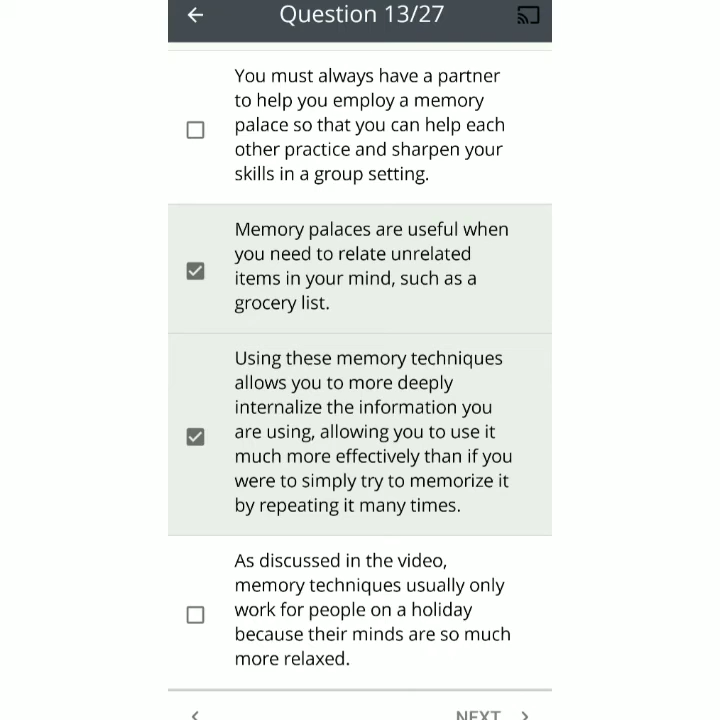 Question 13/27
You must always have a partner
to help you employ a memory
palace so that you can help each
other practice and sharpen your
skills in a group setting.
Memory palaces are useful when
you need to relate unrelated
items in your mind, such as a
grocery list.
Using these memory techniques
allows you to more deeply
internalize the information you
are using, allowing you to use it
much more effectively than if you
were to simply try to memorize it
by repeating it many times.
As discussed in the video,
memory techniques usually only
work for people on a holiday
because their minds are so much
more relaxed.
NEXT